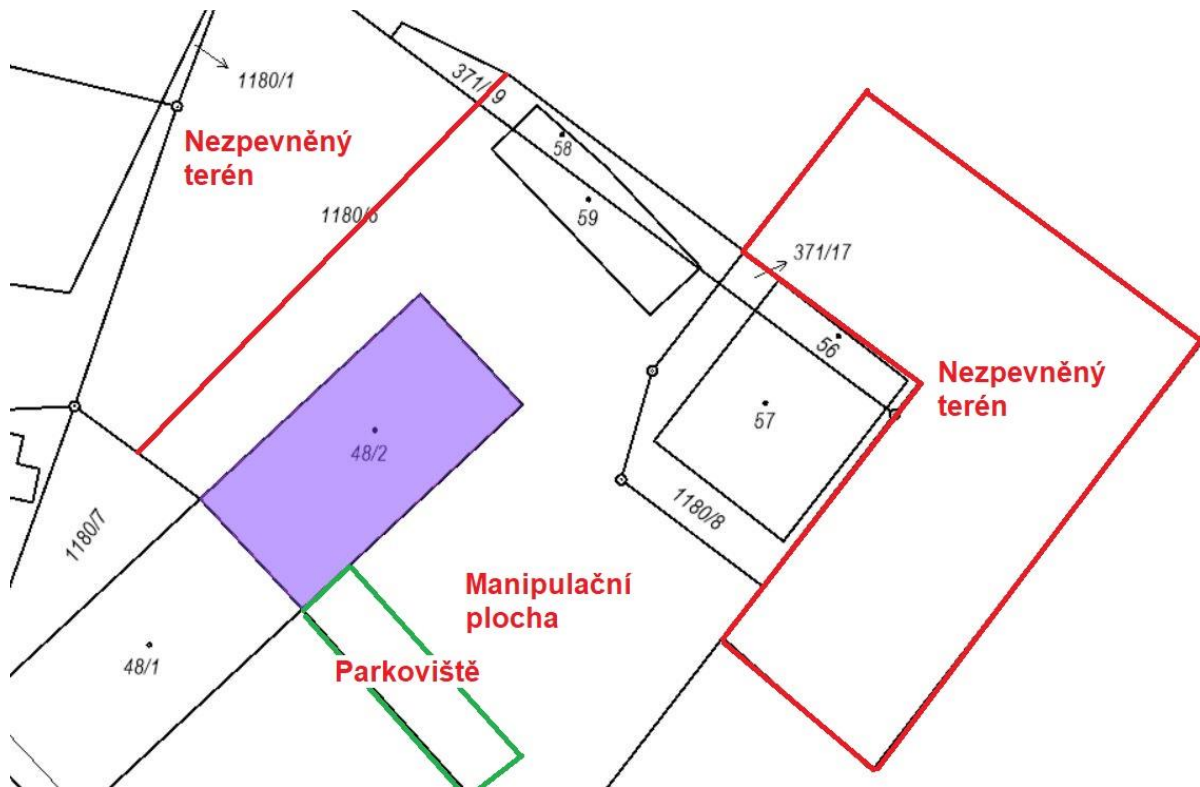 1180/1
Nezpevněný
terén
371/19
58
59
1180/6
371/17
56
Nezpevněný
terén
57
48/2
1180/8
1180/7
Manipulační
plocha
48/1
Parkoviště